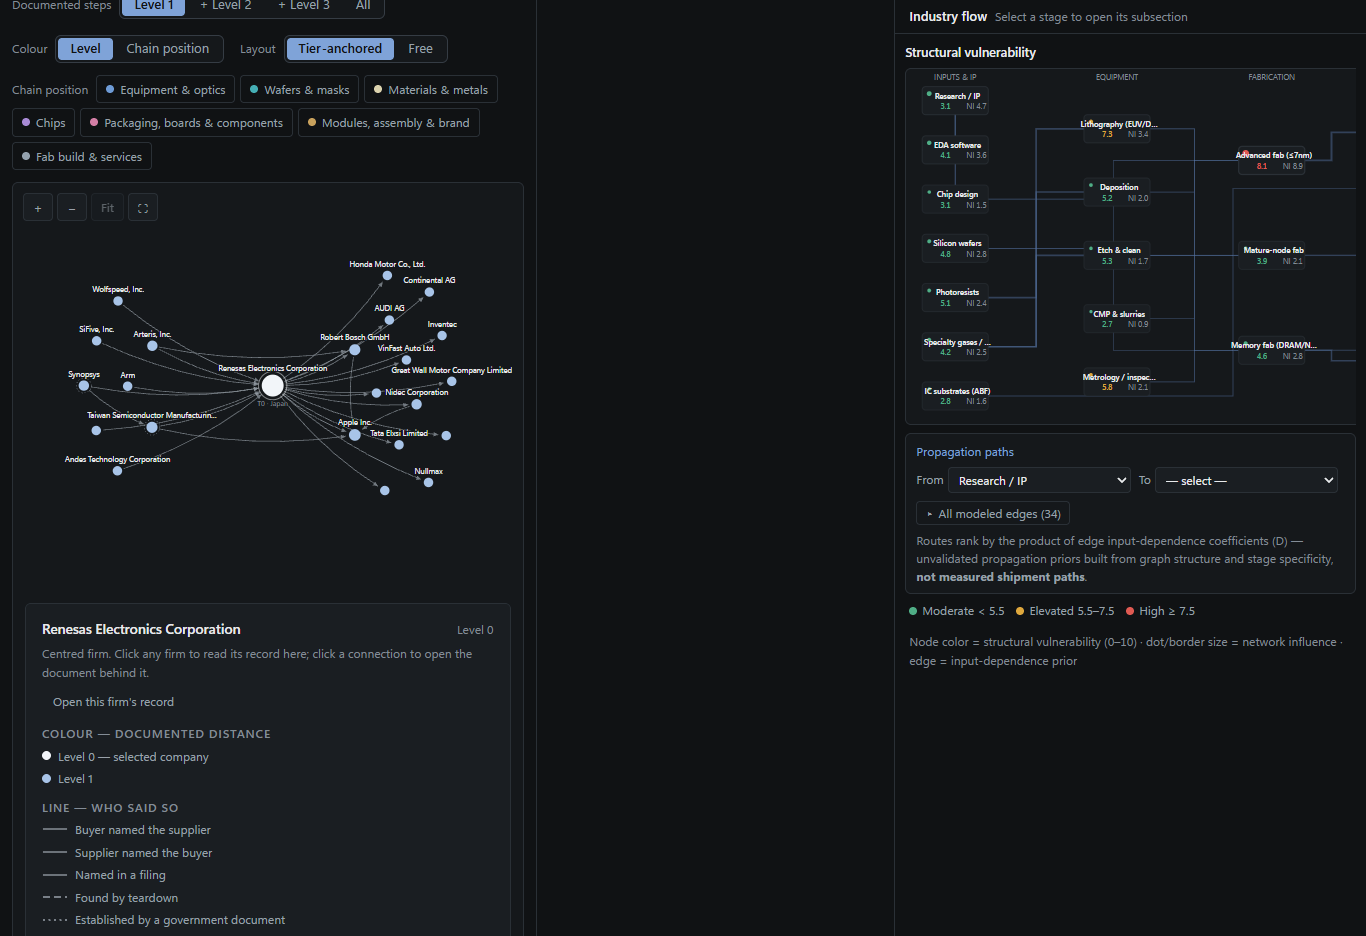 Documented steps Level 1 + Level 2 + Level 3 All
Colour Level Chain position Layout Tier-anchored Free
Chain position Equipment & optics Wafers & masks Materials & metals
Chips Packaging, boards & components Modules, assembly & brand
Fab build & services
+ − Fit
Honda Motor Co., Ltd.
Continental AG
Wolfspeed, Inc.
AUDI AG
Inventec
SiFive, Inc.
Arteris, Inc.
Robert Bosch GmbH
VinFast Auto Ltd.
Renesas Electronics Corporation
Great Wall Motor Company Limited
Synopsys
Arm
Nidec Corporation
T0 · Japan
Taiwan Semiconductor Manufacturin...
Apple Inc.
Tata Elxsi Limited
Andes Technology Corporation
Nullmax
Renesas Electronics Corporation Level 0
Centred firm. Click any firm to read its record here; click a connection to open the
document behind it.
Open this firm's record
COLOUR — DOCUMENTED DISTANCE
Level 0 — selected company
Level 1
LINE — WHO SAID SO
Buyer named the supplier
Supplier named the buyer
Named in a filing
Found by teardown
Established by a government document
Industry flow Select a stage to open its subsection
Structural vulnerability
INPUTS & IP EQUIPMENT FABRICATION
Research / IP
3.1 NI 4.7
EDA software
4.1 NI 3.6
Chip design
3.1 NI 1.5
Silicon wafers
4.8 NI 2.8
Photoresists
5.1 NI 2.4
Specialty gases / ...
4.2 NI 2.5
IC substrates (ABF)
2.8 NI 1.6
Lithography (EUV/D...
7.3 NI 3.4
Deposition
5.2 NI 2.0
Etch & clean
5.3 NI 1.7
CMP & slurries
2.7 NI 0.9
Metrology / inspec...
5.8 NI 2.1
Advanced fab (≤7nm)
8.1 NI 8.9
Mature-node fab
3.9 NI 2.1
Memory fab (DRAM/N...
4.6 NI 2.8
Propagation paths
From Research / IP To — select —
▸ All modeled edges (34)
Routes rank by the product of edge input-dependence coefficients (D) —
unvalidated propagation priors built from graph structure and stage specificity,
not measured shipment paths.
Moderate < 5.5 Elevated 5.5–7.5 High ≥ 7.5
Node color = structural vulnerability (0–10) · dot/border size = network influence ·
edge = input-dependence prior